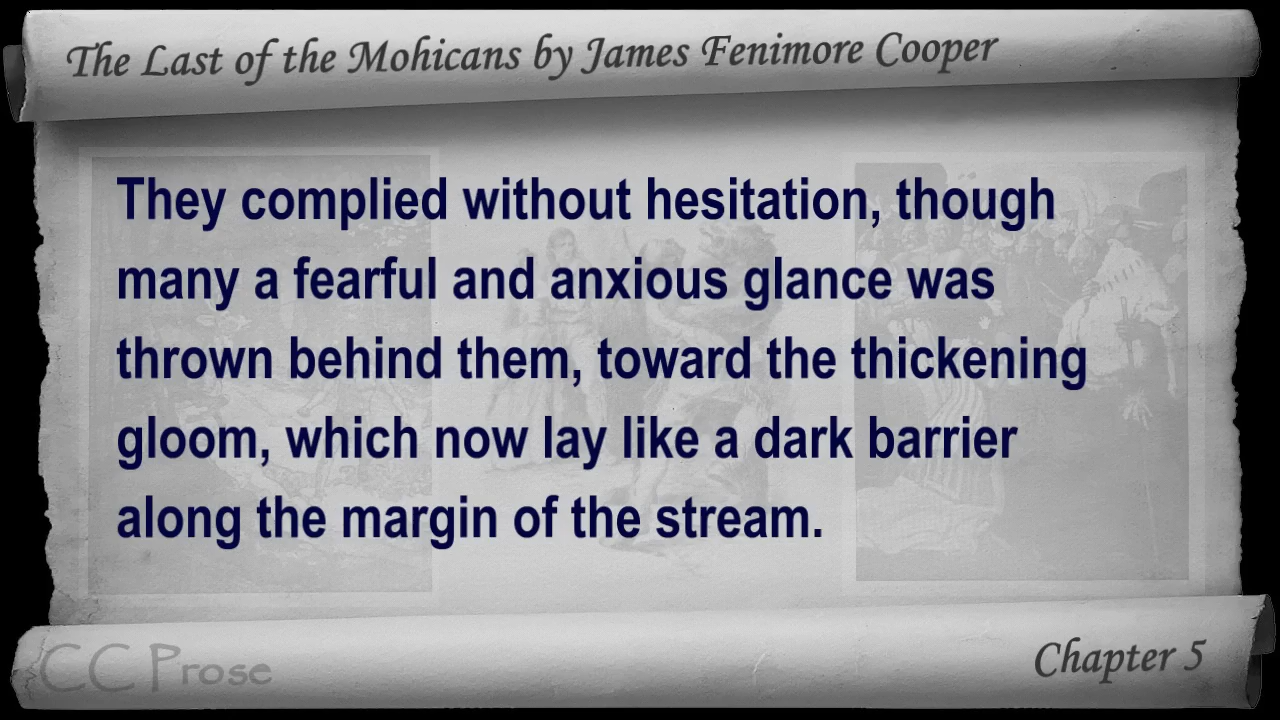 The Last of the Mohicans by James Fenimore Cooper
They complied without hesitation, though
many a fearful and anxious glance was
thrown behind them, toward the thickening
gloom, which now lay like a dark barrier
along the margin of the stream.
CC Prose
Chapter 5